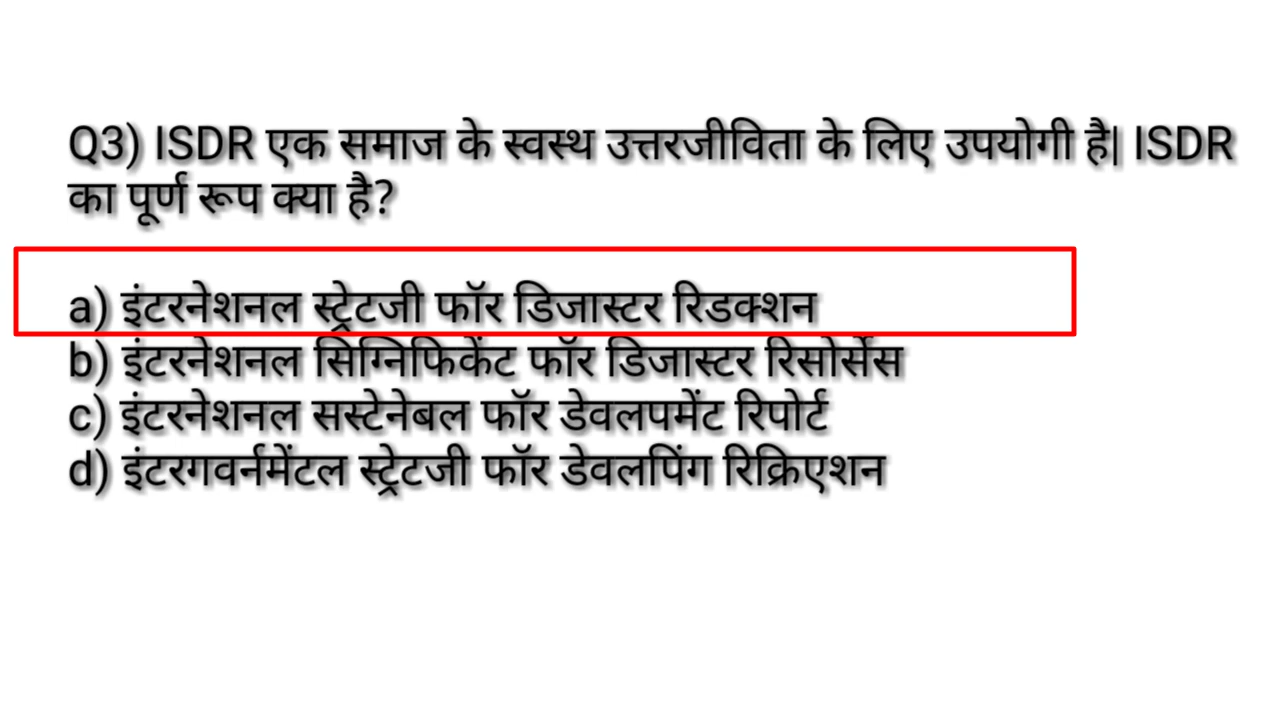 Q3) ISDR एक समाज के स्वस्थ उत्तरजीविता के लिए उपयोगी है| ISDR
का पूर्ण रूप क्या है?
a) इंटरनेशनल स्ट्रेटजी फॉर डिजास्टर रिडक्शन
b) इंटरनेशनल सिग्निफिकेंट फॉर डिजास्टर रिसोर्सेस
c) इंटरनेशनल सस्टेनेबल फॉर डेवलपमेंट रिपोर्ट
d) इंटरगवर्नमेंटल स्ट्रेटजी फॉर डेवलपिंग रिक्रिएशन